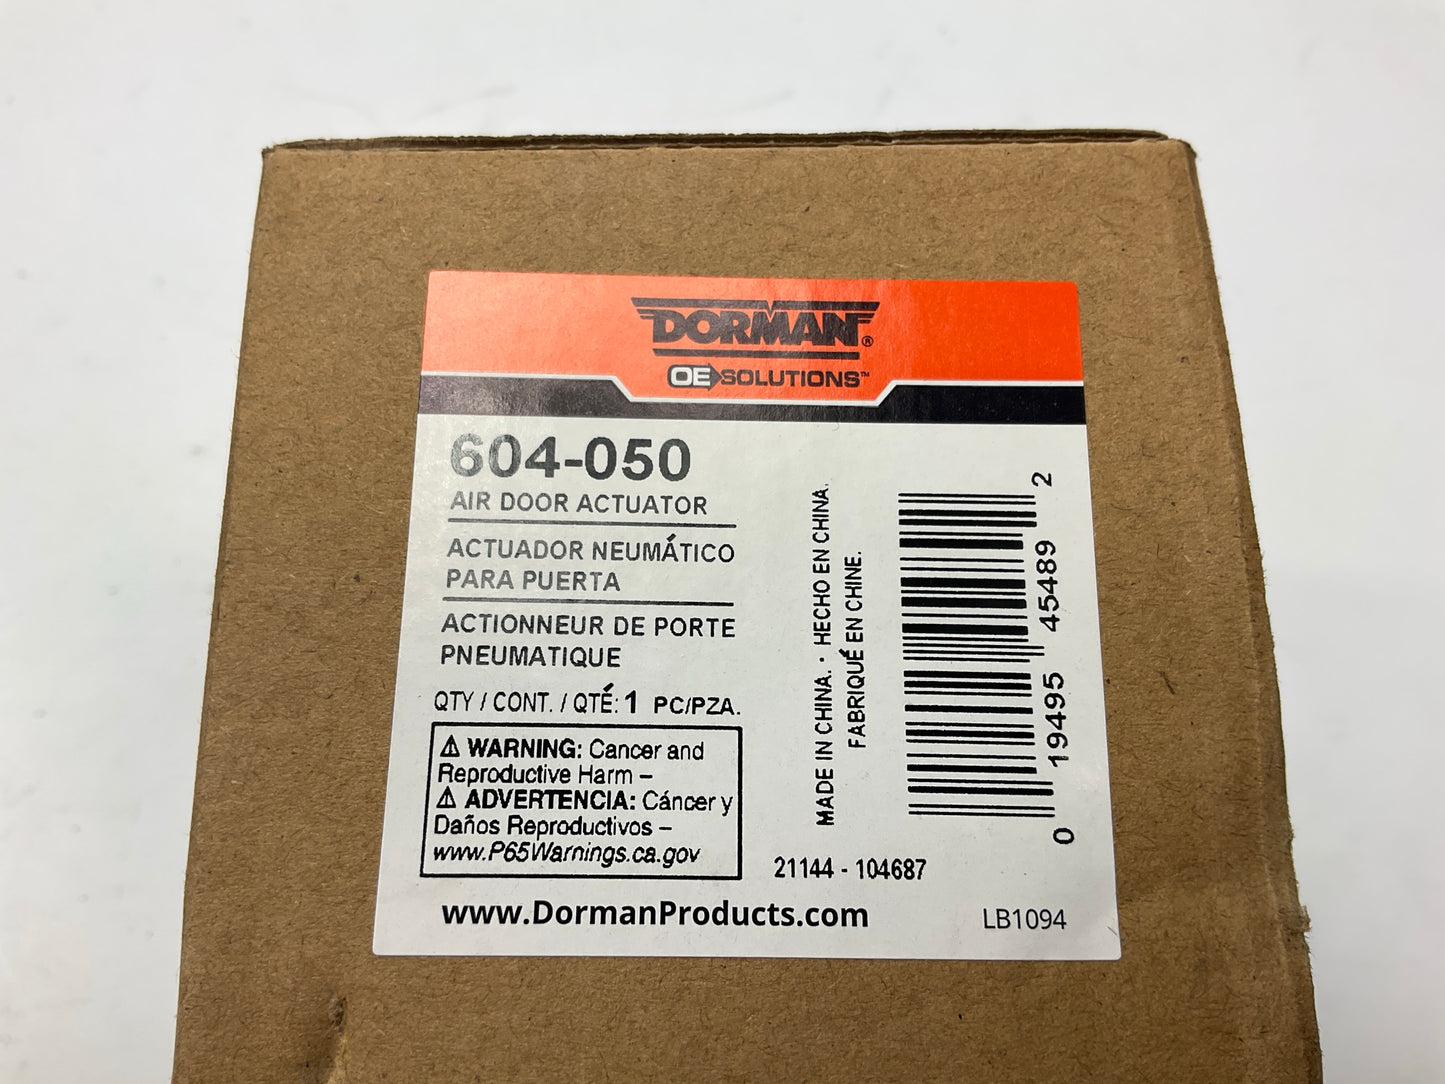 DORMAN®
OE SOLUTIONS™
604-050
AIR DOOR ACTUATOR
ACTUADOR NEUMÁTICO
PARA PUERTA
ACTIONNEUR DE PORTE
PNEUMATIQUE
QTY / CONT. / QTÉ: 1 PC/PZA.
⚠ WARNING: Cancer and
Reproductive Harm –
⚠ ADVERTENCIA: Cáncer y
Daños Reproductivos –
www.P65Warnings.ca.gov
MADE IN CHINA. · HECHO EN CHINA.
FABRIQUÉ EN CHINE.
0 19495 45489 2
21144 - 104687
www.DormanProducts.com
LB1094